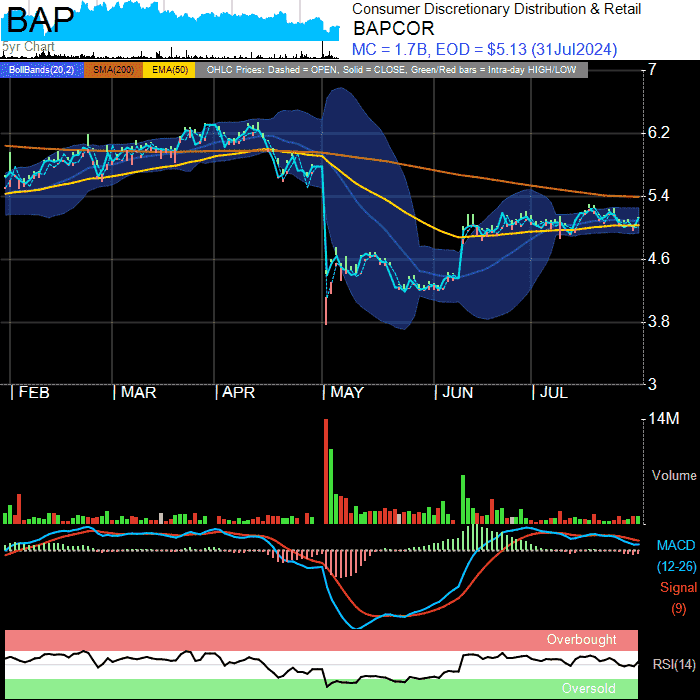 BAP
5yr Chart
Consumer Discretionary Distribution & Retail
BAPCOR
MC = 1.7B, EOD = $5.13 (31Jul2024)
BollBands(20,2) SMA(200) EMA(50) OHLC Prices: Dashed = OPEN, Solid = CLOSE, Green/Red bars = Intra-day HIGH/LOW
7
6.2
5.4
4.6
3.8
3
FEB MAR APR MAY JUN JUL
14M
Volume
MACD
(12-26)
Signal
(9)
Overbought
RSI(14)
Oversold